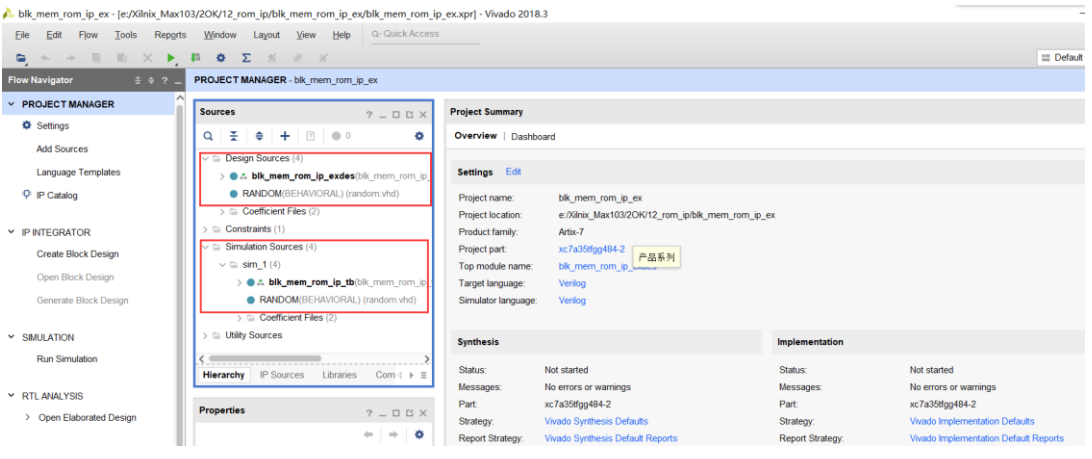 blk_mem_rom_ip_ex - [e:/Xilnix_Max103/2OK/12_rom_ip/blk_mem_rom_ip_ex/blk_mem_rom_ip_ex.xpr] - Vivado 2018.3
File Edit Flow Tools Reports Window Layout View Help Q- Quick Access
Default
Flow Navigator
PROJECT MANAGER - blk_mem_rom_ip_ex
PROJECT MANAGER
Settings
Add Sources
Language Templates
IP Catalog
IP INTEGRATOR
Create Block Design
Open Block Design
Generate Block Design
SIMULATION
Run Simulation
RTL ANALYSIS
Open Elaborated Design
Sources
0
Design Sources (4)
blk_mem_rom_ip_exdes(blk_mem_rom_ip_
RANDOM(BEHAVIORAL) (random.vhd)
Coefficient Files (2)
Constraints (1)
Simulation Sources (4)
sim_1 (4)
blk_mem_rom_ip_tb(blk_mem_rom_ip_
RANDOM(BEHAVIORAL) (random.vhd)
Coefficient Files (2)
Utility Sources
Hierarchy IP Sources Libraries Com
Properties
Project Summary
Overview | Dashboard
Settings Edit
Project name: blk_mem_rom_ip_ex
Project location: e:/Xilnix_Max103/2OK/12_rom_ip/blk_mem_rom_ip_ex
Product family: Artix-7
Project part: xc7a35tfgg484-2
产品系列
Top module name: blk_mem_rom_ip_exdes
Target language: Verilog
Simulator language: Verilog
Synthesis
Status: Not started
Messages: No errors or warnings
Part: xc7a35tfgg484-2
Strategy: Vivado Synthesis Defaults
Report Strategy: Vivado Synthesis Default Reports
Implementation
Status: Not started
Messages: No errors or warnings
Part: xc7a35tfgg484-2
Strategy: Vivado Implementation Defaults
Report Strategy: Vivado Implementation Default Reports